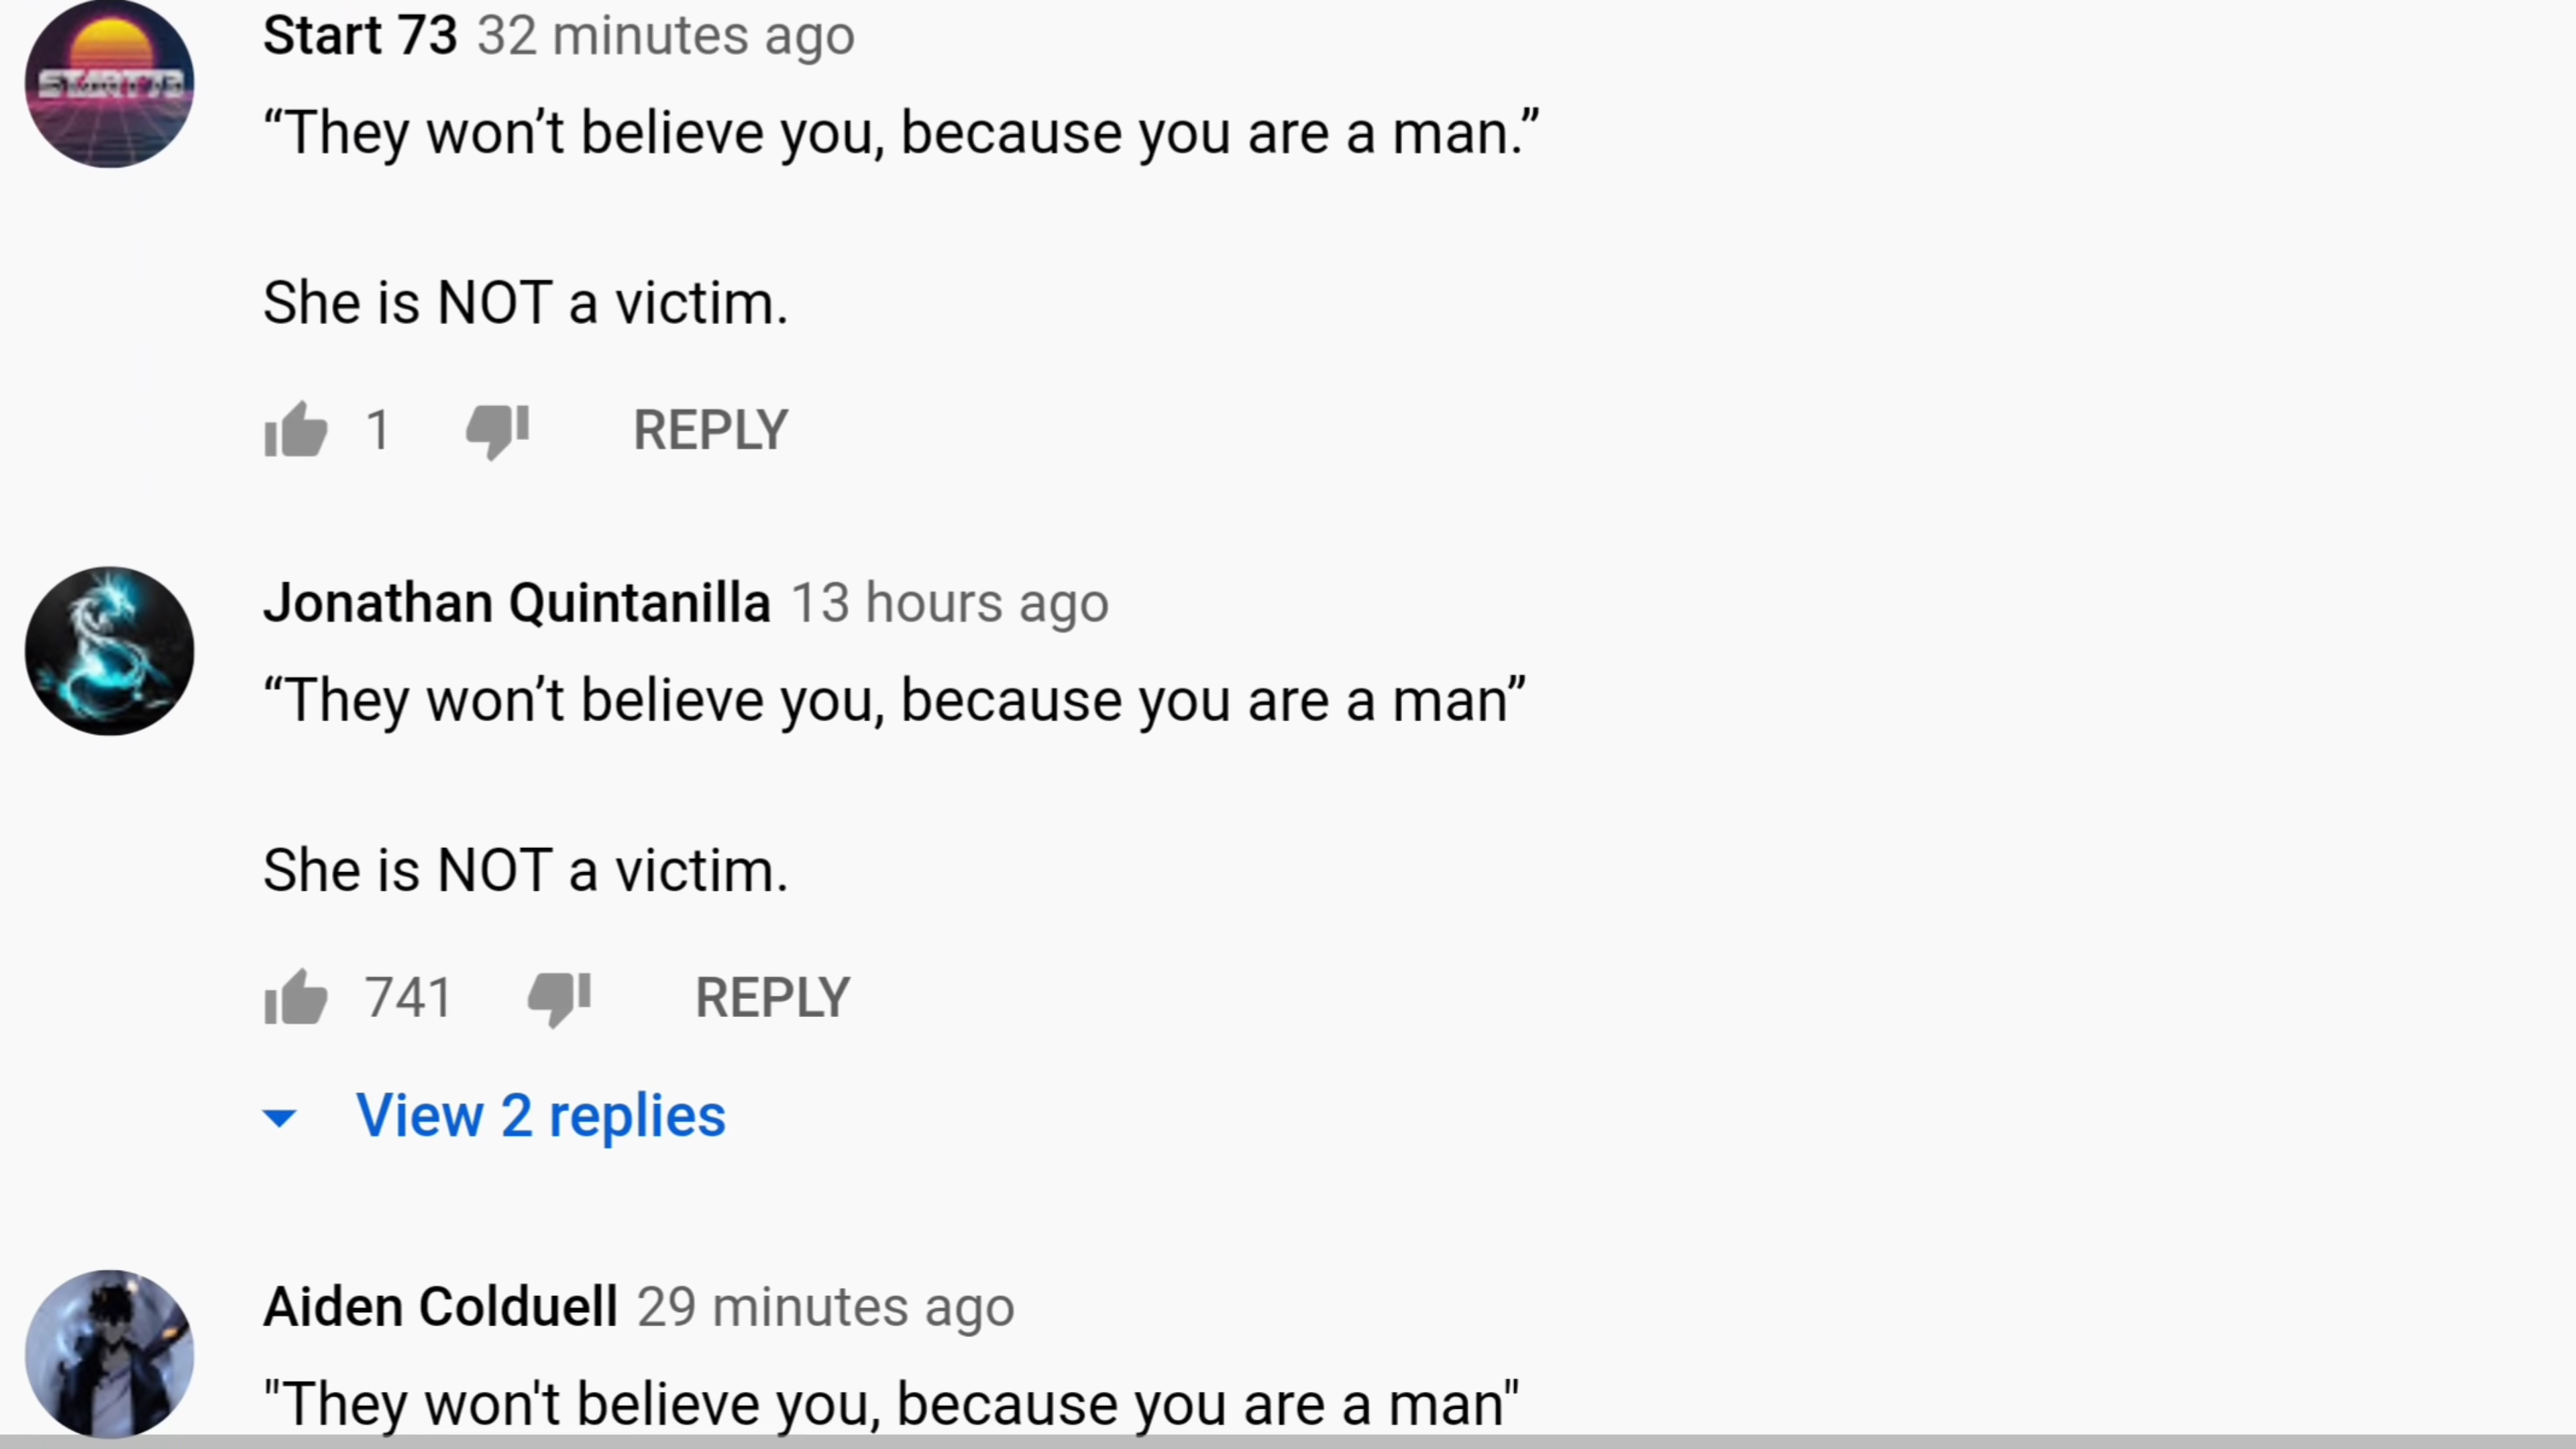 Start 73 32 minutes ago
START73
“They won’t believe you, because you are a man.”
She is NOT a victim.
1 REPLY
Jonathan Quintanilla 13 hours ago
“They won’t believe you, because you are a man”
She is NOT a victim.
741 REPLY
View 2 replies
Aiden Colduell 29 minutes ago
"They won't believe you, because you are a man"